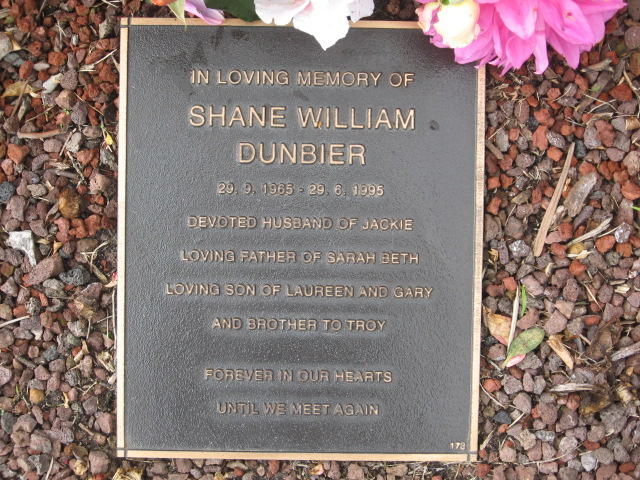 IN LOVING MEMORY OF
SHANE WILLIAM
DUNBIER
29. 9. 1965 - 29. 6. 1995
DEVOTED HUSBAND OF JACKIE
LOVING FATHER OF SARAH BETH
LOVING SON OF LAUREEN AND GARY
AND BROTHER TO TROY
FOREVER IN OUR HEARTS
UNTIL WE MEET AGAIN
178